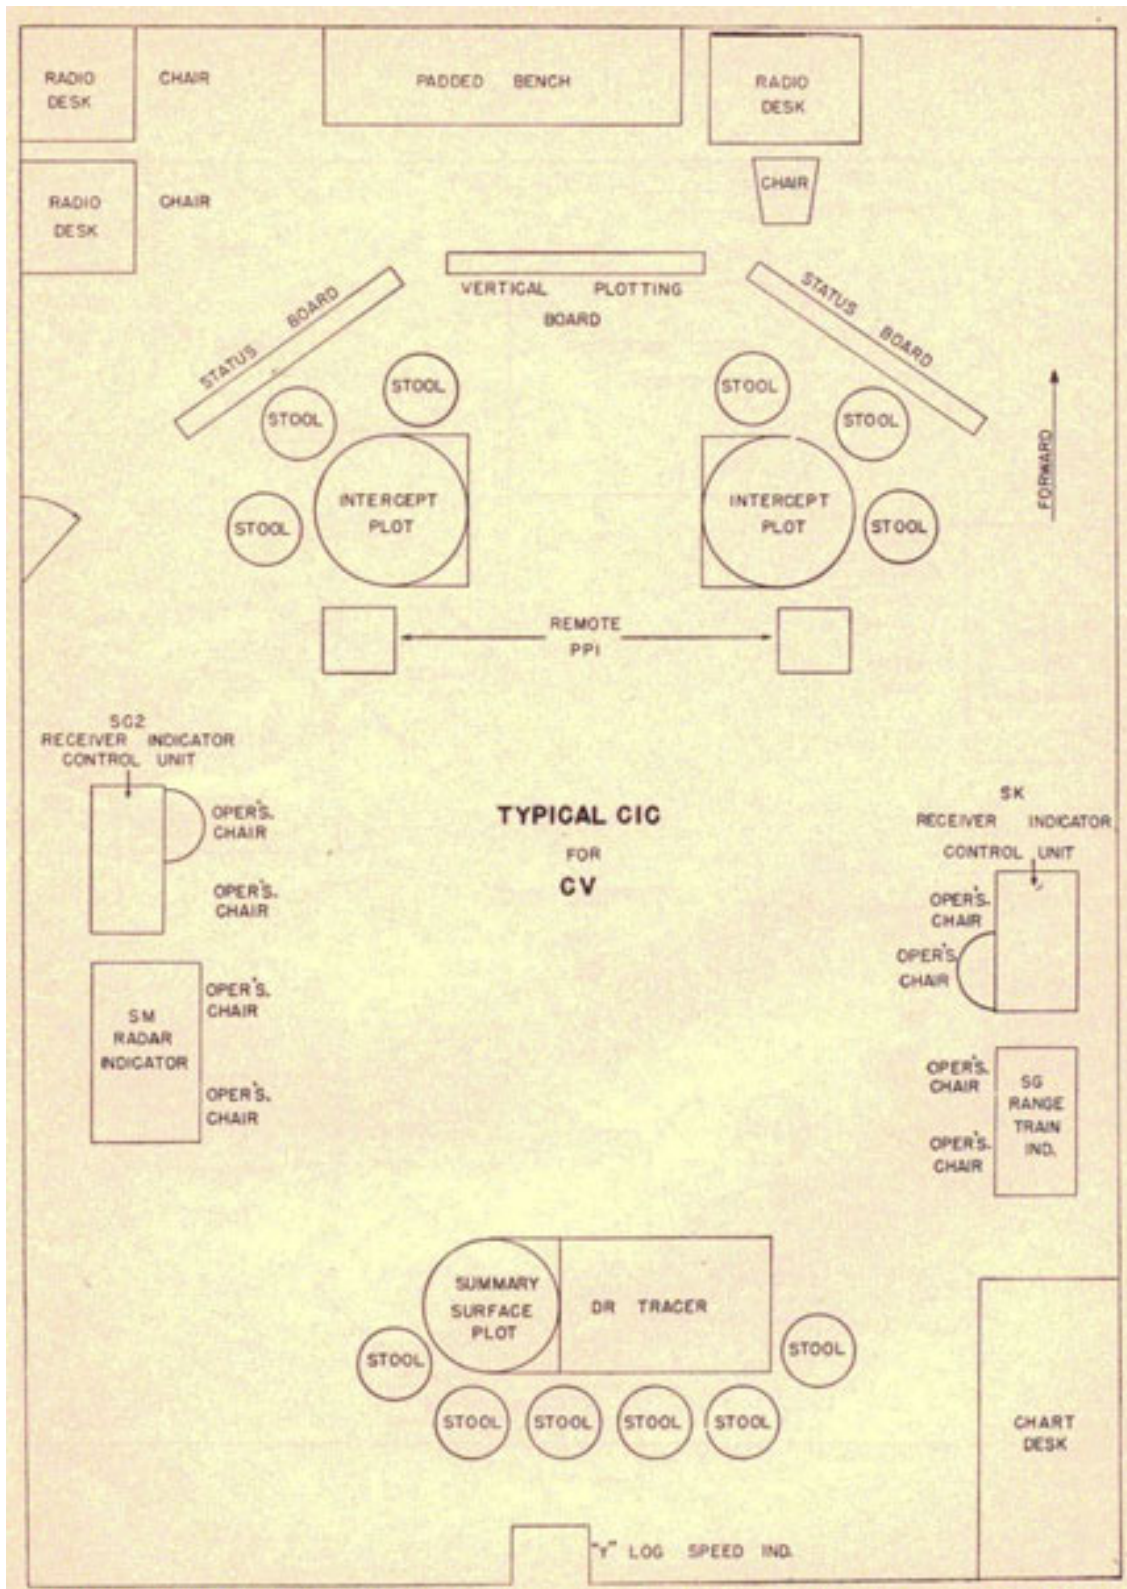 RADIO
DESK
CHAIR
PADDED BENCH
RADIO
DESK
CHAIR
RADIO
DESK
CHAIR
VERTICAL PLOTTING
BOARD
STATUS BOARD
STATUS BOARD
STOOL
STOOL
STOOL
INTERCEPT
PLOT
STOOL
STOOL
STOOL
INTERCEPT
PLOT
FORWARD
REMOTE
PPI
SG2
RECEIVER INDICATOR
CONTROL UNIT
OPER'S.
CHAIR
OPER'S.
CHAIR
TYPICAL CIC
FOR
CV
SK
RECEIVER INDICATOR
CONTROL UNIT
OPER'S.
CHAIR
OPER'S.
CHAIR
SM
RADAR
INDICATOR
OPER'S.
CHAIR
OPER'S.
CHAIR
OPER'S.
CHAIR
OPER'S.
CHAIR
SG
RANGE
TRAIN
IND.
SUMMARY
SURFACE
PLOT
DR TRACER
STOOL
STOOL
STOOL
STOOL
STOOL
STOOL
CHART
DESK
"Y" LOG SPEED IND.